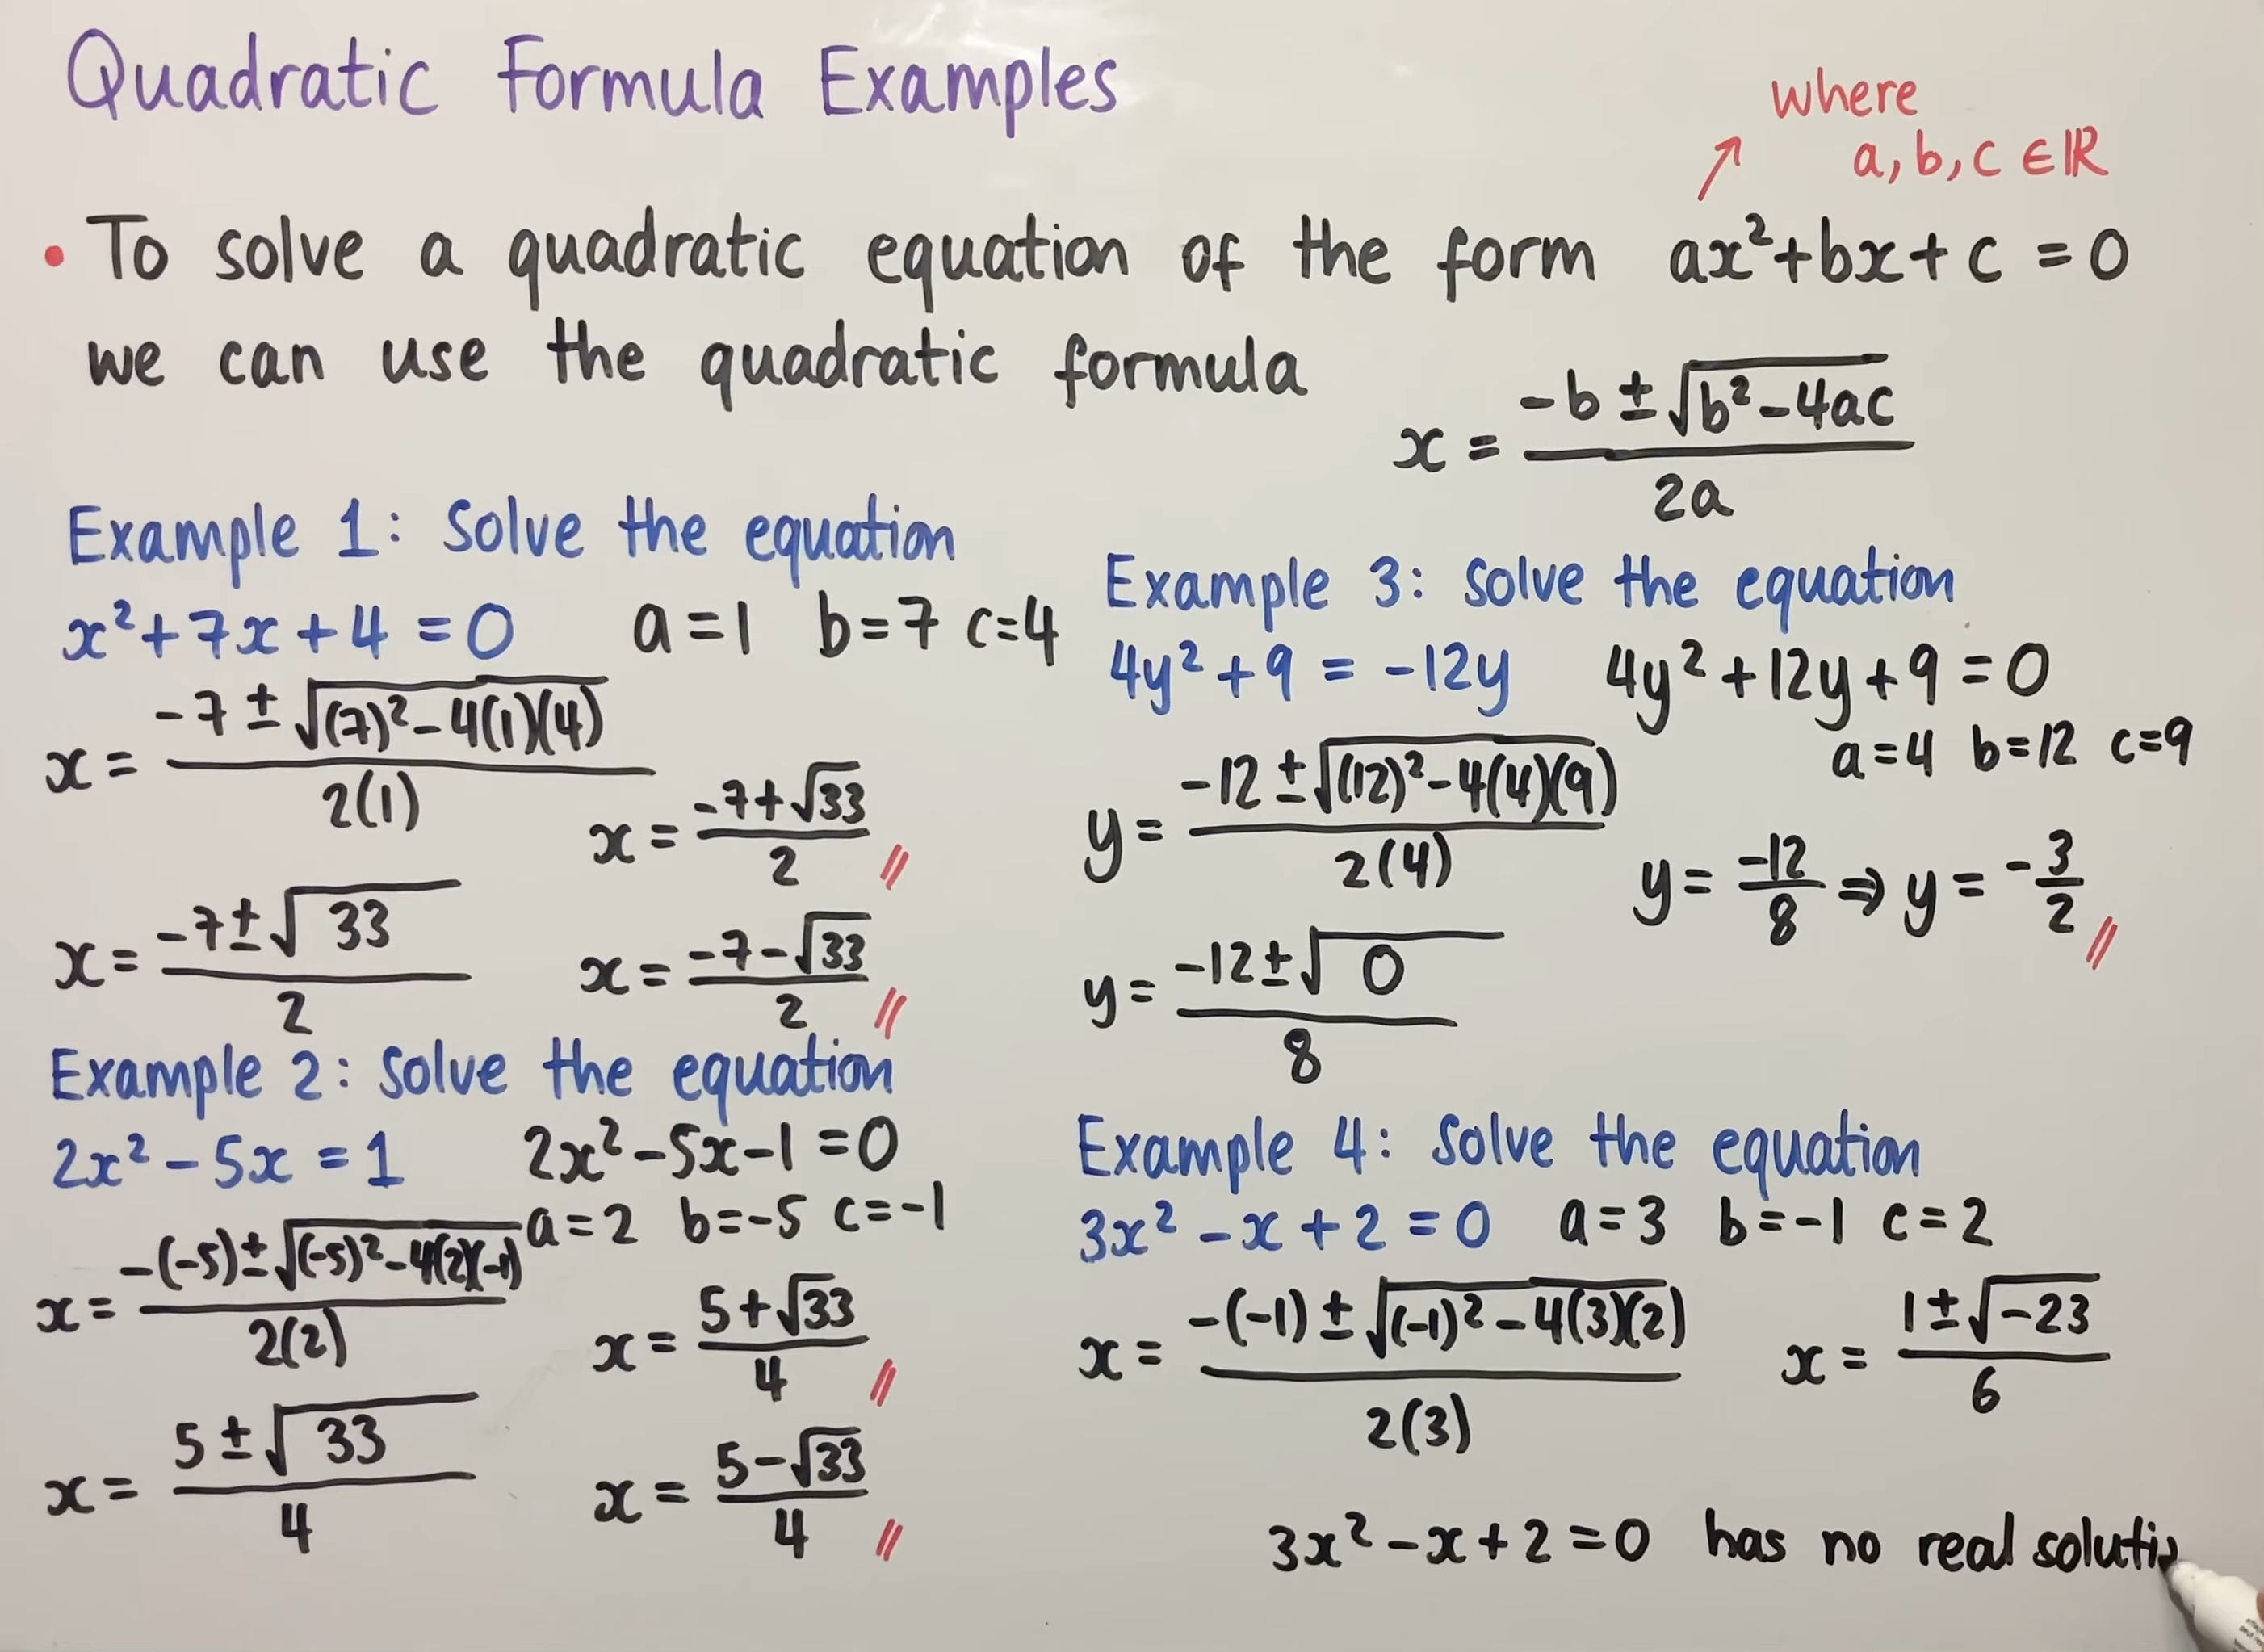 Quadratic Formula Examples
where
a, b, c ∈ ℝ
• To solve a quadratic equation of the form ax²+bx+c=0
we can use the quadratic formula
x = (-b ± √(b²-4ac)) / 2a
Example 1: Solve the equation
x²+7x+4=0 a=1 b=7 c=4
x = (-7 ± √((7)²-4(1)(4))) / 2(1)
x = (-7+√33) / 2
x = (-7±√33) / 2
x = (-7-√33) / 2
Example 2: Solve the equation
2x²-5x=1 2x²-5x-1=0
a=2 b=-5 c=-1
x = (-(-5)±√((-5)²-4(2)(-1))) / 2(2)
x = (5+√33) / 4
x = (5±√33) / 4
x = (5-√33) / 4
Example 3: Solve the equation
4y²+9=-12y 4y²+12y+9=0
a=4 b=12 c=9
y = (-12±√((12)²-4(4)(9))) / 2(4)
y = -12/8 ⇒ y = -3/2
y = (-12±√0) / 8
Example 4: Solve the equation
3x²-x+2=0 a=3 b=-1 c=2
x = (-(-1)±√((-1)²-4(3)(2))) / 2(3)
x = (1±√-23) / 6
3x²-x+2=0 has no real soluti